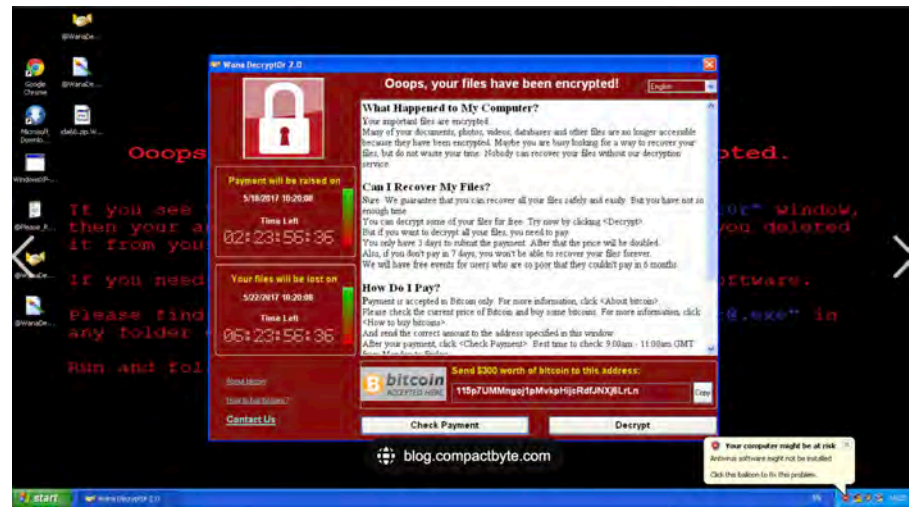 @WanaDe...
Google
Chrome
@WanaDe...
Microsoft
Downlo...
Windows...
@Please_R...
@WanaDe...
Ooops
pted.
If you see
window,
then your a
you deleted
it from you
If you need
ftware.
Please find
@.exe" in
any folder
Run and fol
Wana Decrypt0r 2.0
Ooops, your files have been encrypted!
English
Payment will be raised on
5/18/2017 10:20:08
Time Left
02:23:56:36
Your files will be lost on
5/22/2017 10:20:08
Time Left
06:23:56:36
About bitcoin
How to buy bitcoins?
Contact Us
What Happened to My Computer?
Your important files are encrypted.
Many of your documents, photos, videos, databases and other files are no longer accessible
because they have been encrypted. Maybe you are busy looking for a way to recover your
files, but do not waste your time. Nobody can recover your files without our decryption
service.
Can I Recover My Files?
Sure. We guarantee that you can recover all your files safely and easily. But you have not so
enough time.
You can decrypt some of your files for free. Try now by clicking <Decrypt>.
But if you want to decrypt all your files, you need to pay.
You only have 3 days to submit the payment. After that the price will be doubled.
Also, if you don't pay in 7 days, you won't be able to recover your files forever.
We will have free events for users who are so poor that they couldn't pay in 6 months.
How Do I Pay?
Payment is accepted in Bitcoin only. For more information, click <About bitcoin>.
Please check the current price of Bitcoin and buy some bitcoins. For more information, click
<How to buy bitcoins>.
And send the correct amount to the address specified in this window.
After your payment, click <Check Payment>. Best time to check: 9:00am - 11:00am GMT
from Monday to Friday.
bitcoin
ACCEPTED HERE
Send $300 worth of bitcoin to this address:
115p7UMMngoj1pMvkpHijcRdfJNXj6LrLn
Copy
Check Payment
Decrypt
blog.compactbyte.com
Your computer might be at risk
Antivirus software might not be installed
Click this balloon to fix this problem.
start
Wana Decrypt0r 2.0